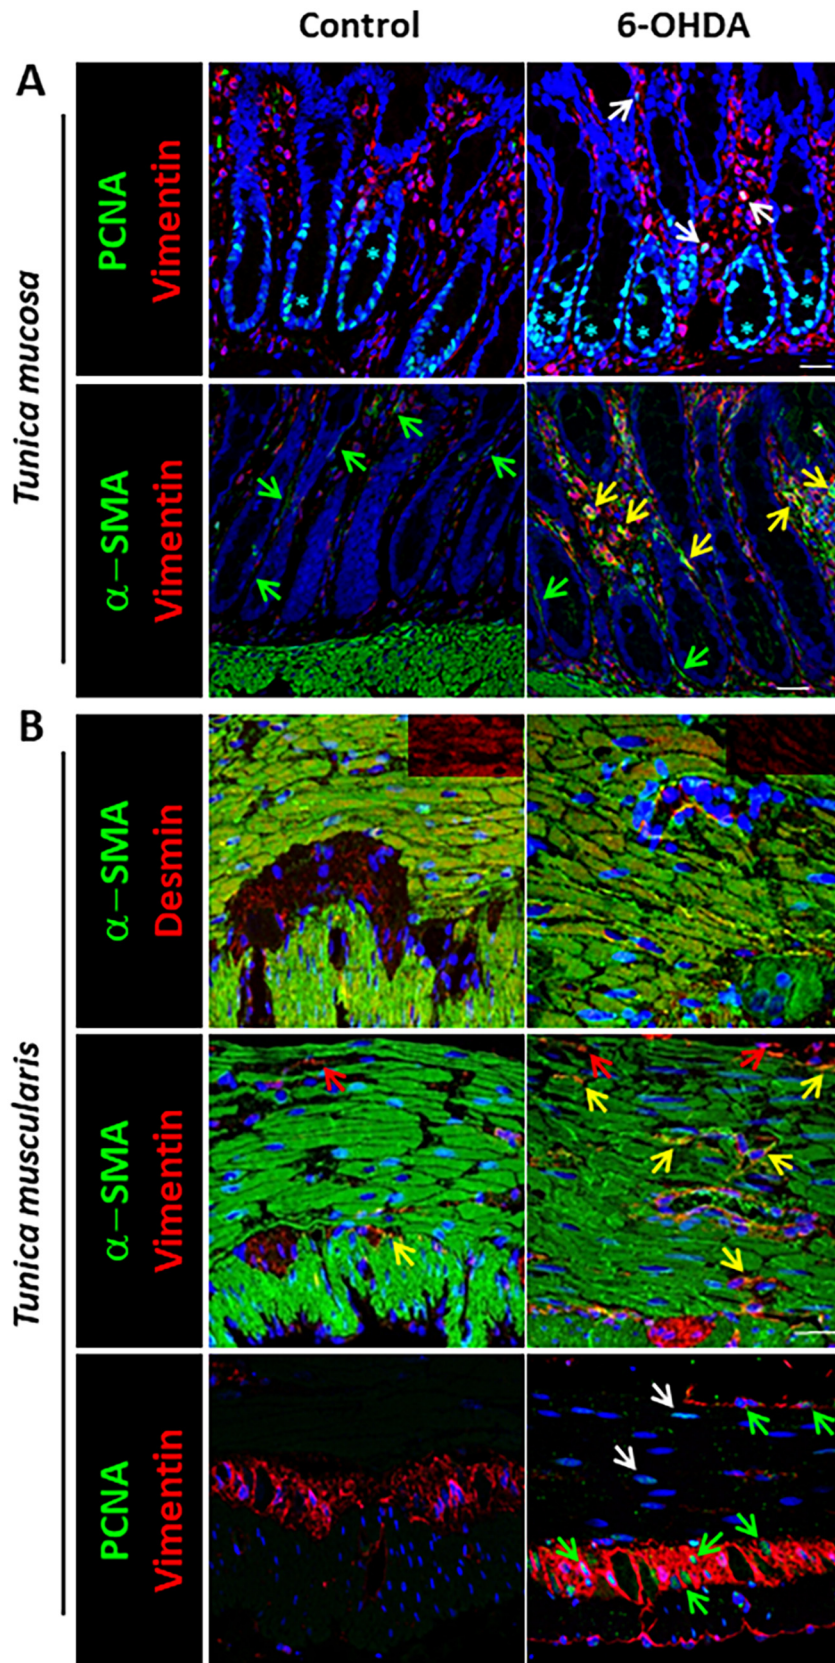 Control
6-OHDA
A
Tunica mucosa
PCNA
Vimentin
α–SMA
Vimentin
B
Tunica muscularis
α–SMA
Desmin
α–SMA
Vimentin
PCNA
Vimentin